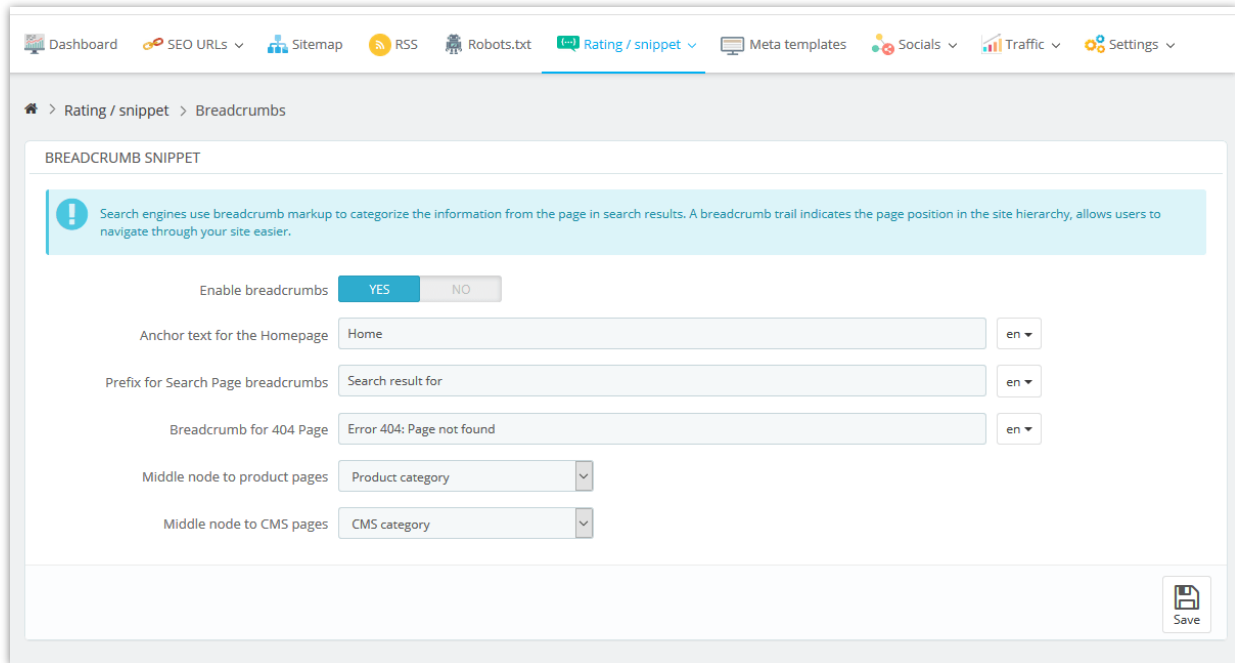 Dashboard SEO URLs Sitemap RSS Robots.txt Rating / snippet Meta templates Socials Traffic Settings
> Rating / snippet > Breadcrumbs
BREADCRUMB SNIPPET
Search engines use breadcrumb markup to categorize the information from the page in search results. A breadcrumb trail indicates the page position in the site hierarchy, allows users to
navigate through your site easier.
Enable breadcrumbs YES NO
Anchor text for the Homepage Home en
Prefix for Search Page breadcrumbs Search result for en
Breadcrumb for 404 Page Error 404: Page not found en
Middle node to product pages Product category
Middle node to CMS pages CMS category
Save